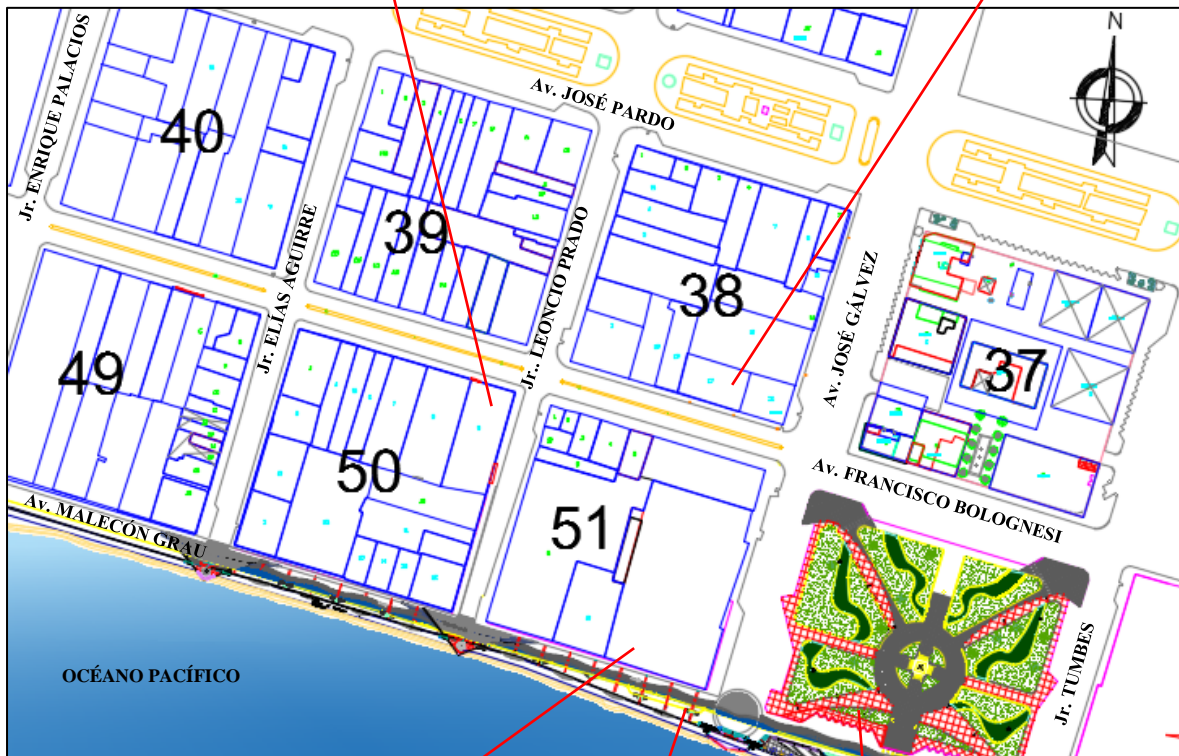 N
Jr. ENRIQUE PALACIOS
Av. JOSÉ PARDO
40
39
38
37
Jr. ELÍAS AGUIRRE
Jr. LEONCIO PRADO
Av. JOSÉ GÁLVEZ
49
50
51
Av. FRANCISCO BOLOGNESI
Av. MALECÓN GRAU
Jr. TUMBES
OCÉANO PACÍFICO